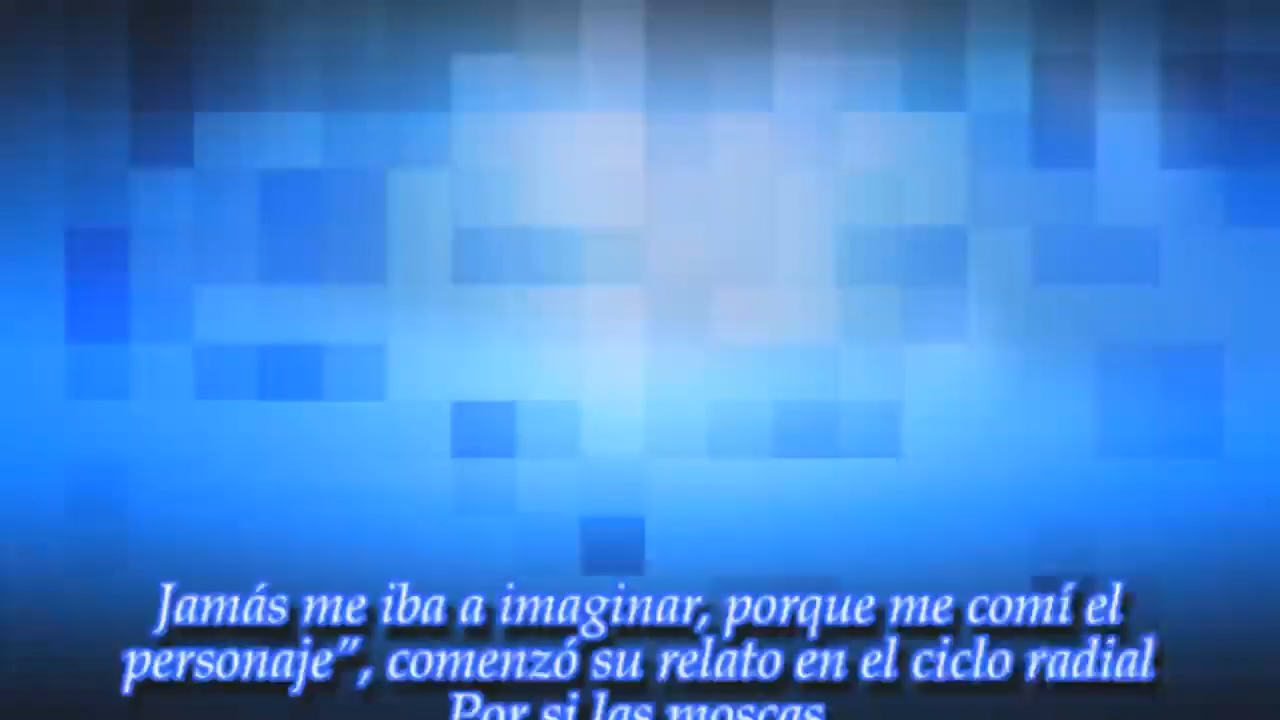 Jamás me iba a imaginar, porque me comí el
personaje”, comenzó su relato en el ciclo radial
Por si las moscas